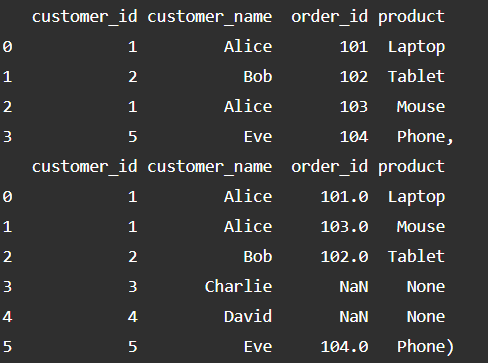 customer_id customer_name order_id product
0 1 Alice 101 Laptop
1 2 Bob 102 Tablet
2 1 Alice 103 Mouse
3 5 Eve 104 Phone,
customer_id customer_name order_id product
0 1 Alice 101.0 Laptop
1 1 Alice 103.0 Mouse
2 2 Bob 102.0 Tablet
3 3 Charlie NaN None
4 4 David NaN None
5 5 Eve 104.0 Phone)